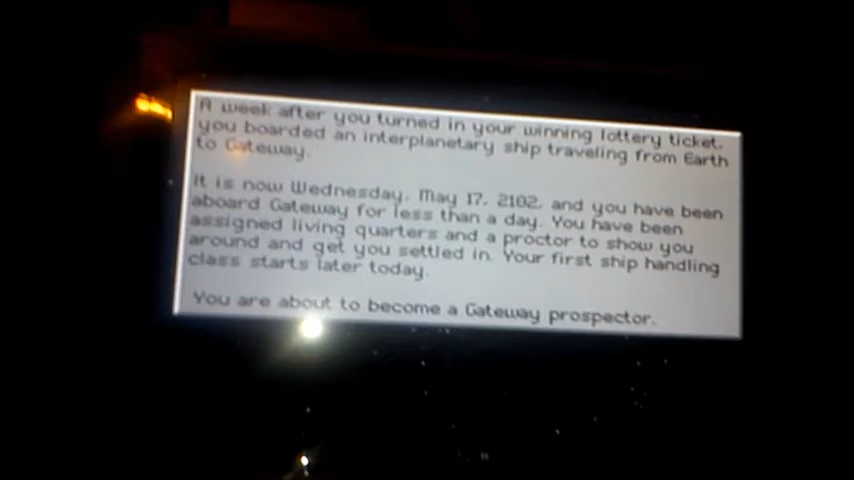 A week after you turned in your winning lottery ticket,
you boarded an interplanetary ship traveling from Earth
to Gateway.
It is now Wednesday, May 17, 2102, and you have been
aboard Gateway for less than a day. You have been
assigned living quarters and a proctor to show you
around and get you settled in. Your first ship handling
class starts later today.
You are about to become a Gateway prospector.